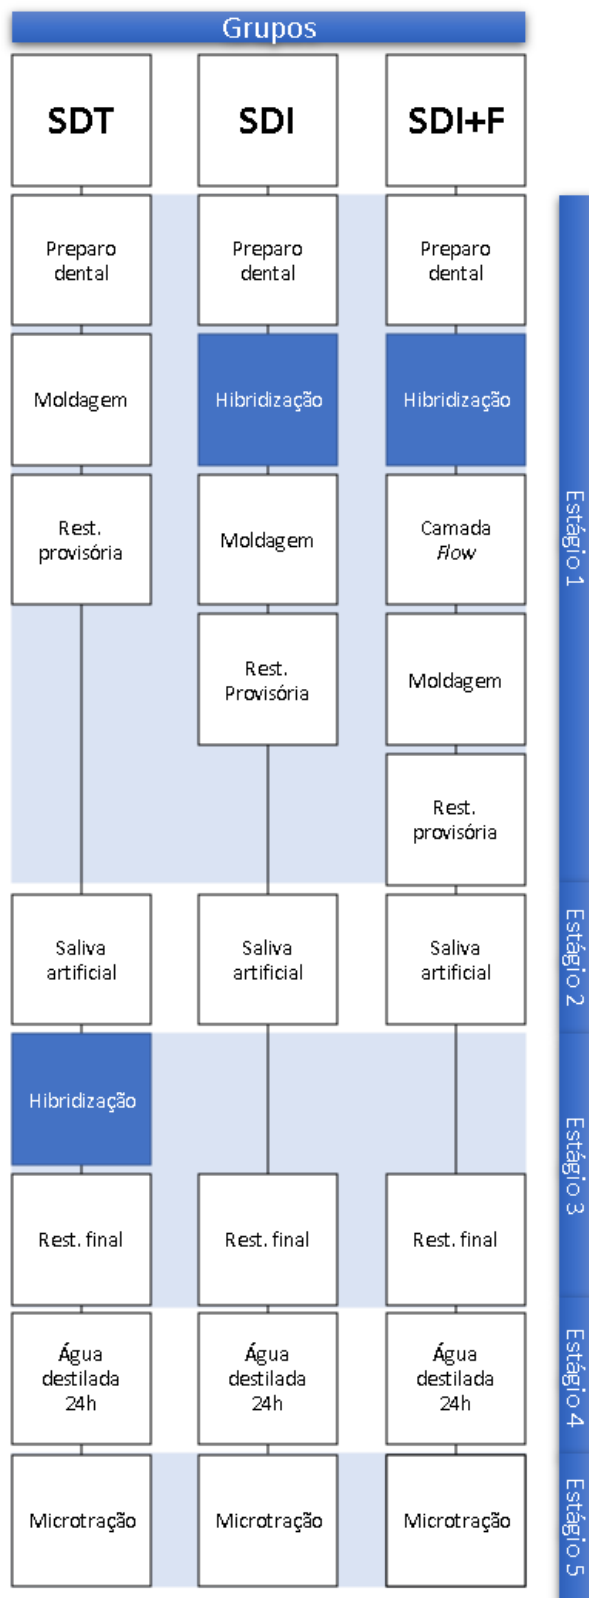 Grupos
SDT
SDI
SDI+F
Preparo
dental
Preparo
dental
Preparo
dental
Moldagem
Hibridização
Hibridização
Rest.
provisória
Moldagem
Camada
Flow
Rest.
Provisória
Moldagem
Rest.
provisória
Estágio 1
Saliva
artificial
Saliva
artificial
Saliva
artificial
Estágio 2
Hibridização
Rest. final
Rest. final
Rest. final
Estágio 3
Água
destilada
24h
Água
destilada
24h
Água
destilada
24h
Estágio 4
Microtração
Microtração
Microtração
Estágio 5